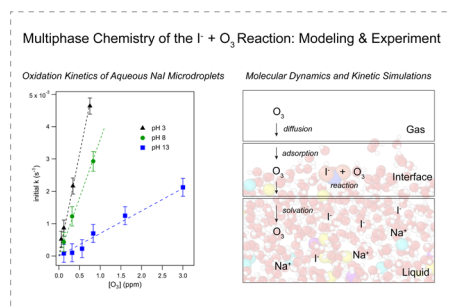 Multiphase Chemistry of the I⁻ + O₃ Reaction: Modeling & Experiment
Oxidation Kinetics of Aqueous NaI Microdroplets
5 x 10⁻³
4
3
2
1
0
initial k (s⁻¹)
pH 3
pH 8
pH 13
0.0
0.5
1.0
1.5
2.0
2.5
3.0
[O₃] (ppm)
Molecular Dynamics and Kinetic Simulations
O₃
diffusion
Gas
adsorption
O₃
I⁻ + O₃
reaction
Interface
solvation
O₃
I⁻
I⁻
I⁻
Na⁺
Na⁺
I⁻
Na⁺
Liquid